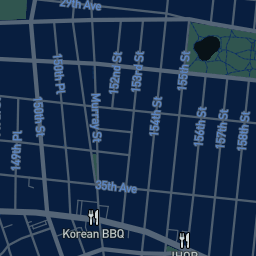 29th Ave
150th Pl
152nd St
153rd St
155th St
150th St
Murray St
154th St
149th Pl
156th St
157th St
158th St
35th Ave
Korean BBQ
IHOP